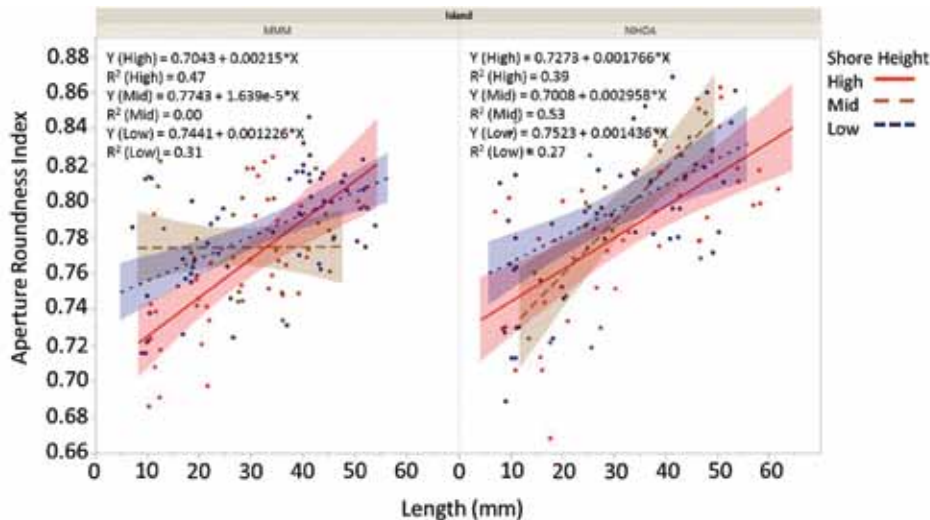 Island
MMM
NHOA
Y (High) = 0.7043 + 0.00215*X
R² (High) = 0.47
Y (Mid) = 0.7743 + 1.639e-5*X
R² (Mid) = 0.00
Y (Low) = 0.7441 + 0.001226*X
R² (Low) = 0.31
Y (High) = 0.7273 + 0.001766*X
R² (High) = 0.39
Y (Mid) = 0.7008 + 0.002958*X
R² (Mid) = 0.53
Y (Low) = 0.7523 + 0.001436*X
R² (Low) = 0.27
Shore Height
High
Mid
Low
Aperture Roundness Index
0.88
0.86
0.84
0.82
0.80
0.78
0.76
0.74
0.72
0.70
0.68
0.66
0 10 20 30 40 50 60 0 10 20 30 40 50 60
Length (mm)